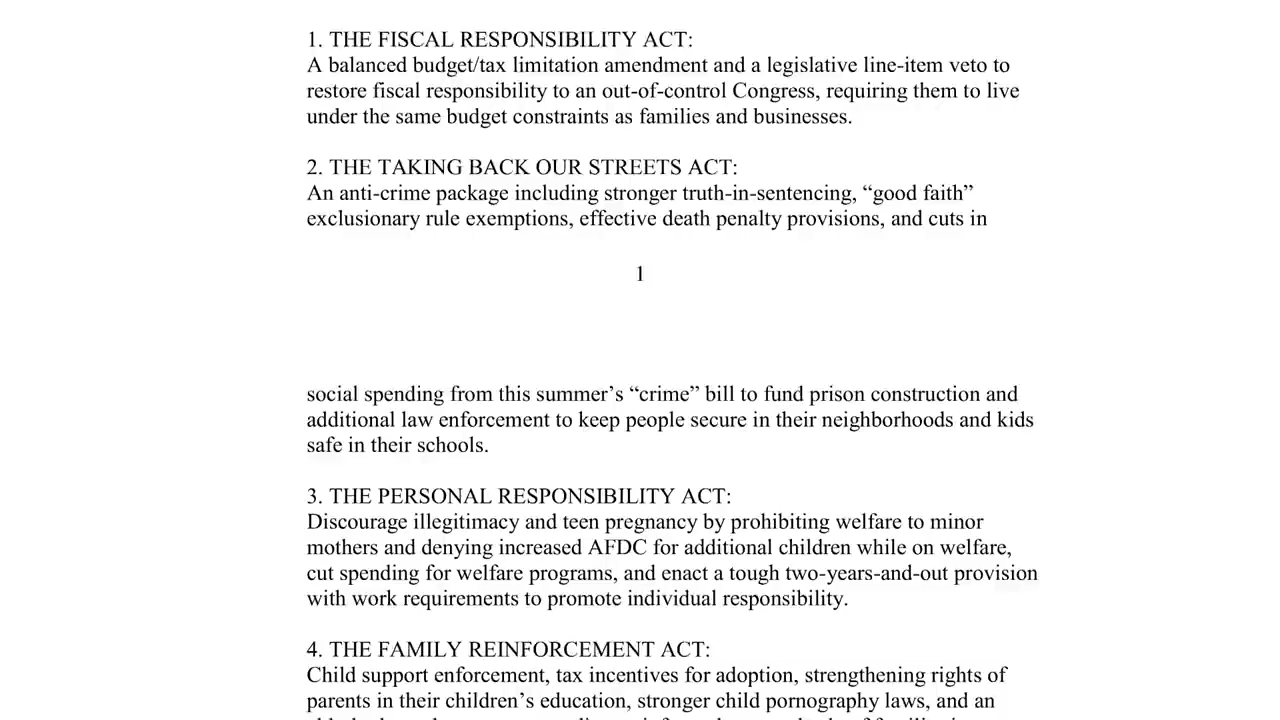 1. THE FISCAL RESPONSIBILITY ACT:
A balanced budget/tax limitation amendment and a legislative line-item veto to
restore fiscal responsibility to an out-of-control Congress, requiring them to live
under the same budget constraints as families and businesses.
2. THE TAKING BACK OUR STREETS ACT:
An anti-crime package including stronger truth-in-sentencing, “good faith”
exclusionary rule exemptions, effective death penalty provisions, and cuts in
1
social spending from this summer’s “crime” bill to fund prison construction and
additional law enforcement to keep people secure in their neighborhoods and kids
safe in their schools.
3. THE PERSONAL RESPONSIBILITY ACT:
Discourage illegitimacy and teen pregnancy by prohibiting welfare to minor
mothers and denying increased AFDC for additional children while on welfare,
cut spending for welfare programs, and enact a tough two-years-and-out provision
with work requirements to promote individual responsibility.
4. THE FAMILY REINFORCEMENT ACT:
Child support enforcement, tax incentives for adoption, strengthening rights of
parents in their children’s education, stronger child pornography laws, and an